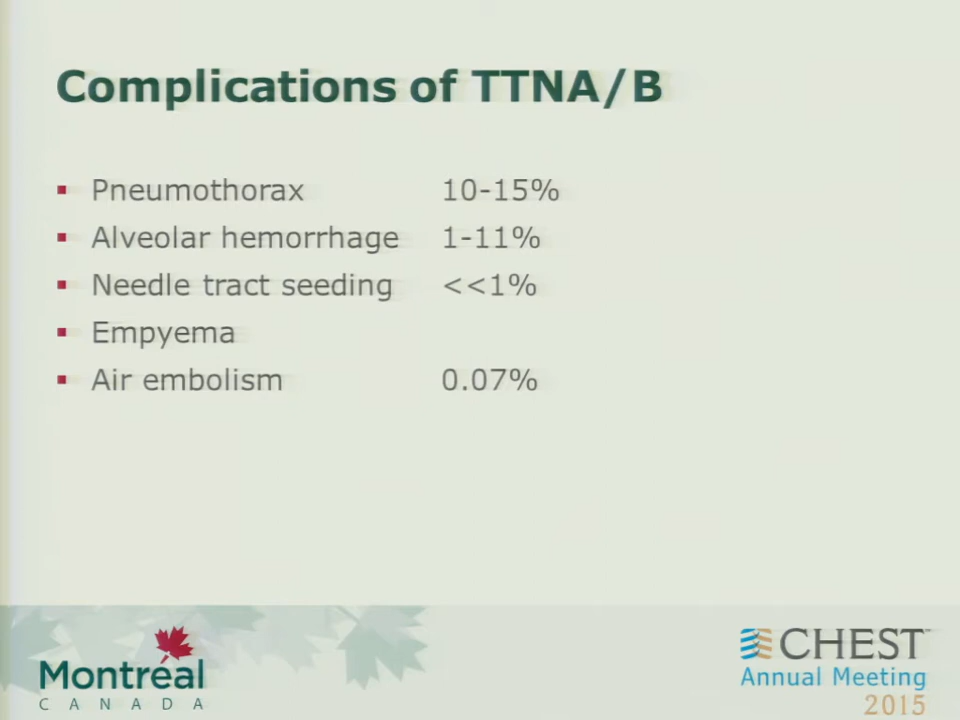 Complications of TTNA/B
▪ Pneumothorax 10-15%
▪ Alveolar hemorrhage 1-11%
▪ Needle tract seeding <<1%
▪ Empyema
▪ Air embolism 0.07%
Montréal
CANADA
CHEST™
Annual Meeting
2015